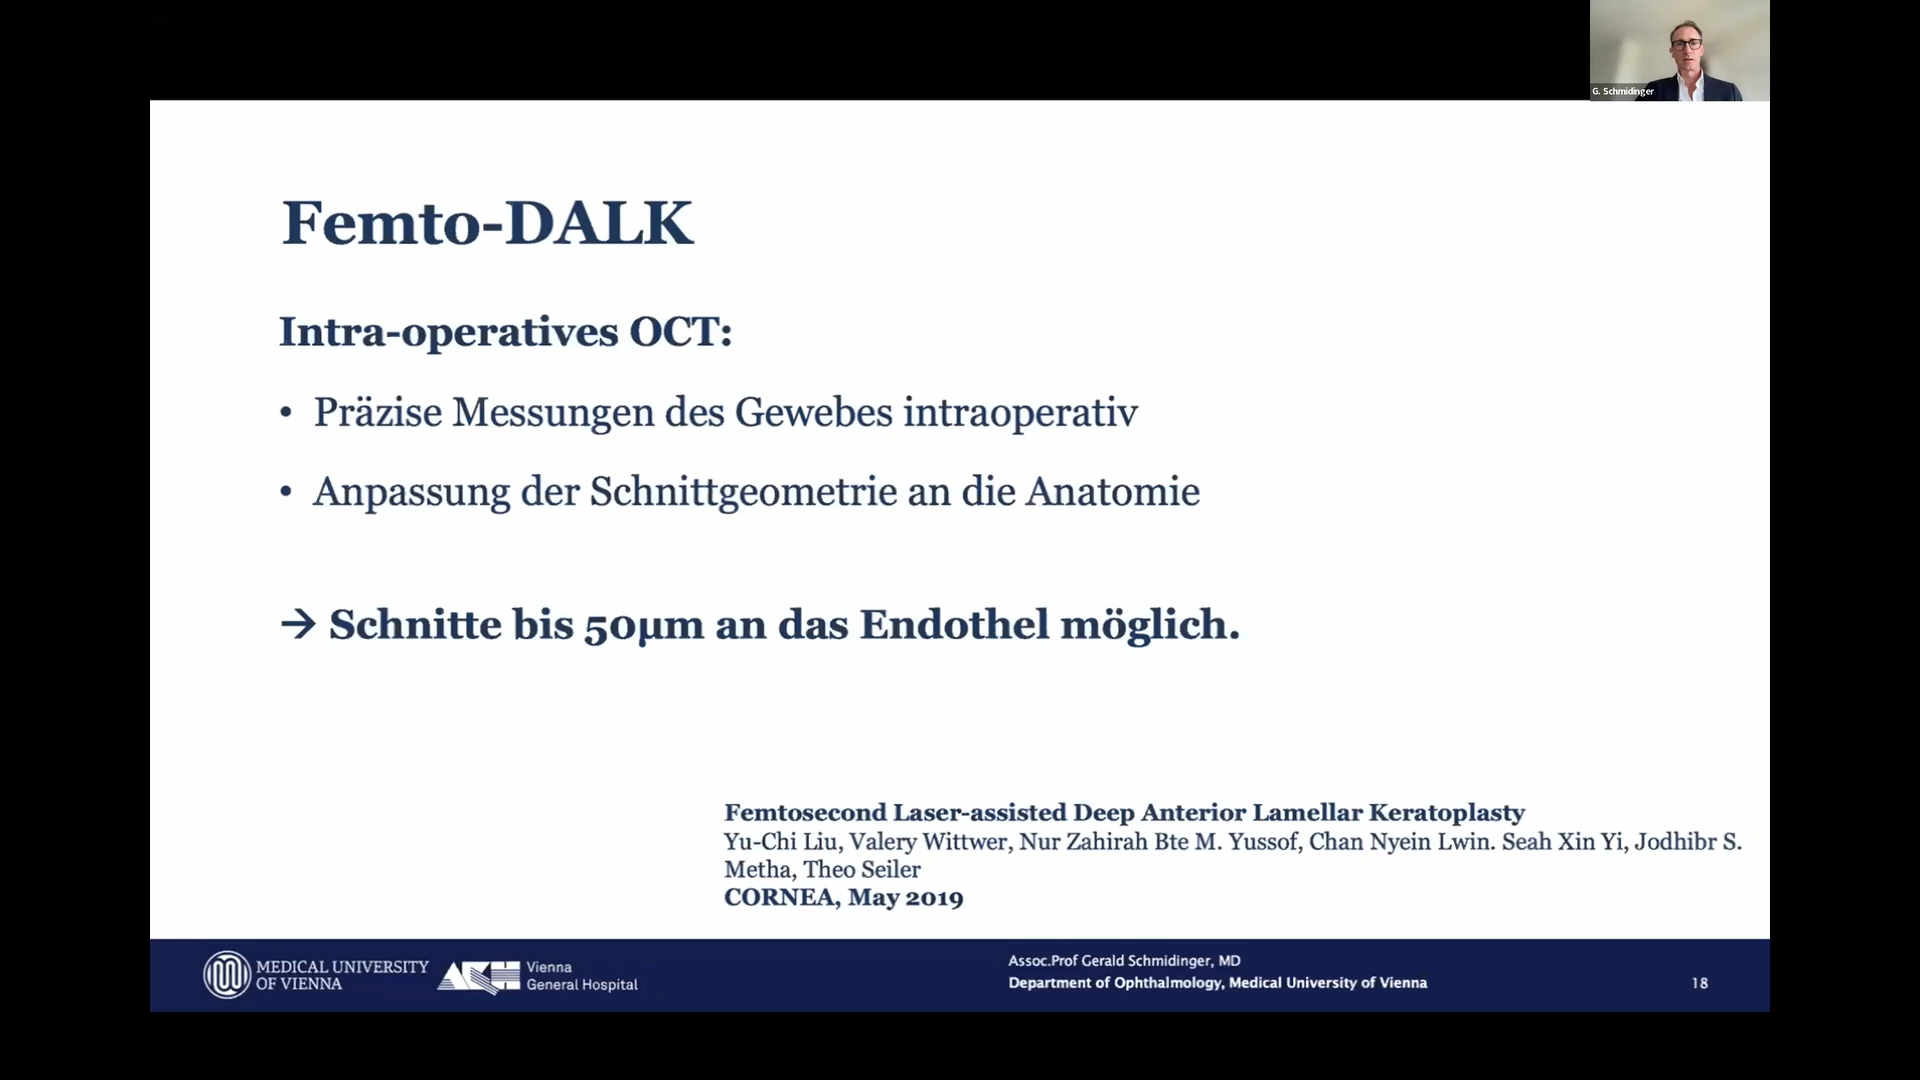 G. Schmidinger
Femto-DALK
Intra-operatives OCT:
• Präzise Messungen des Gewebes intraoperativ
• Anpassung der Schnittgeometrie an die Anatomie
→ Schnitte bis 50µm an das Endothel möglich.
Femtosecond Laser-assisted Deep Anterior Lamellar Keratoplasty
Yu-Chi Liu, Valery Wittwer, Nur Zahirah Bte M. Yussof, Chan Nyein Lwin. Seah Xin Yi, Jodhibr S.
Metha, Theo Seiler
CORNEA, May 2019
MEDICAL UNIVERSITY
OF VIENNA
AKH
Vienna
General Hospital
Assoc.Prof Gerald Schmidinger, MD
Department of Ophthalmology, Medical University of Vienna
18